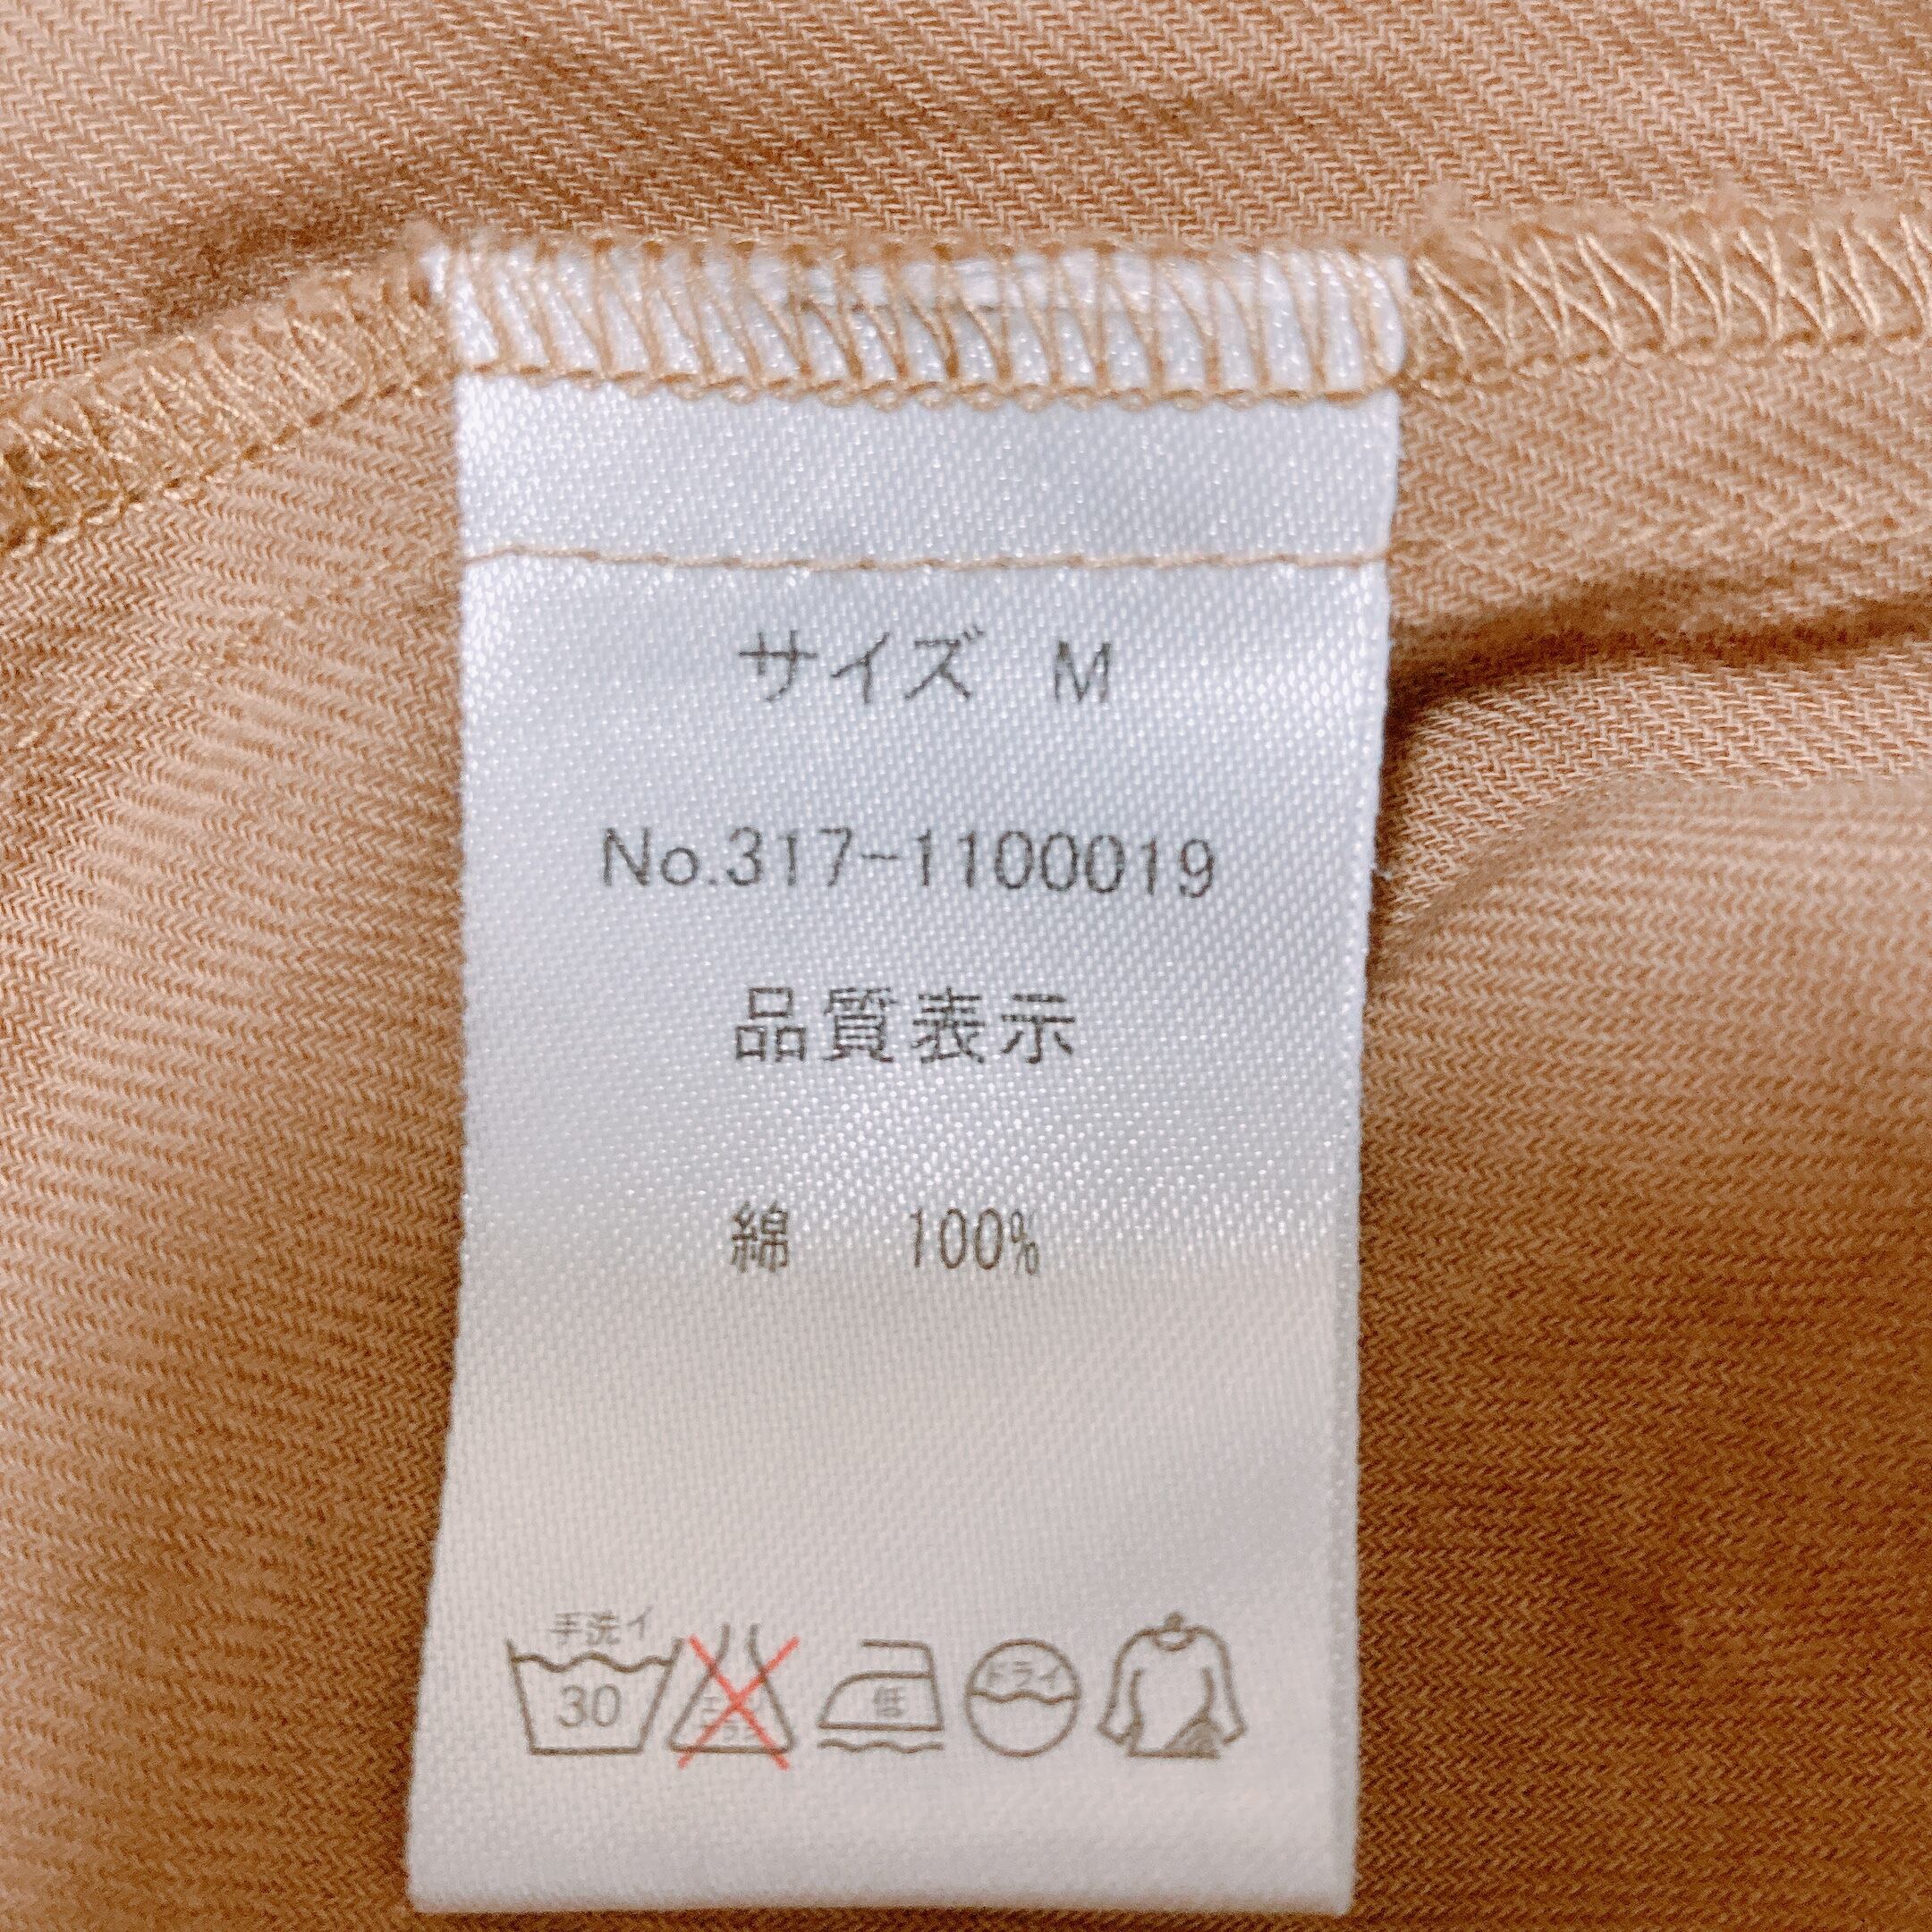 サイズ M
No.317-1100019
品質表示
綿 100%
手洗イ
30 低 ドライ